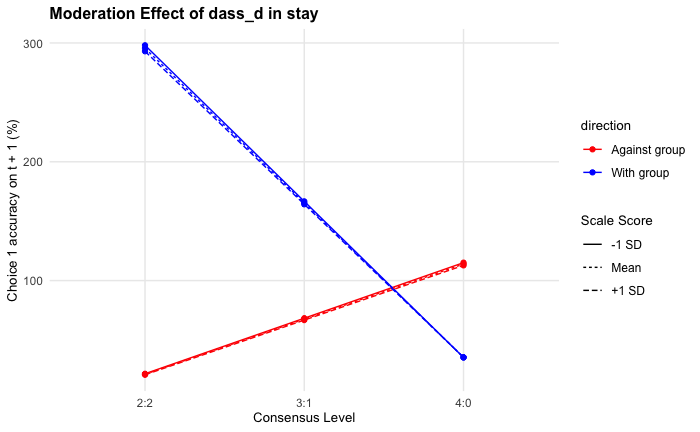 Moderation Effect of dass_d in stay
Choice 1 accuracy on t + 1 (%)
300
200
100
2:2
3:1
4:0
Consensus Level
direction
Against group
With group
Scale Score
-1 SD
Mean
+1 SD